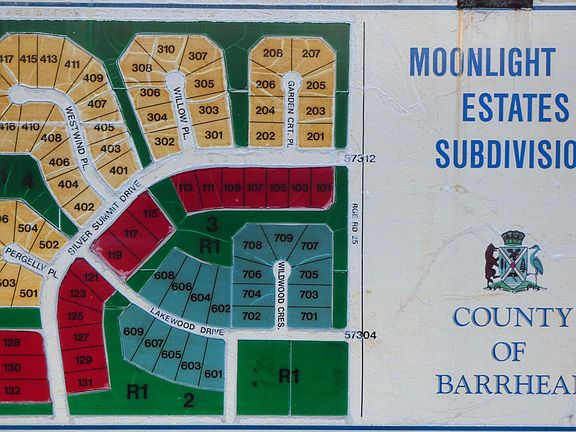 MOONLIGHT
ESTATES
SUBDIVISIO
COUNTY
OF
BARRHEA
417 415 413 411
409
407
405
403
401
416 410 408
406
404
402
WESTWIND PL.
310 307
308 305
306 303
304 301
302
WILLOW PL.
208 207
206 205
204 203
202 201
GARDEN CRT. PL.
57312
SILVER SUMMIT DRIVE
113 111 109 107 105 103 101
115
117
119
3
R1
4
RGE RD 25
506 504
502
PERGELLY PL
503 501
121
123
125
127
129
131
128
130
132
608 606 604 602
LAKEWOOD DRIVE
609 607 605 603 601
708 709 707
706 705
704 703
702 701
WILDWOOD CRES.
57304
R1 2
R1